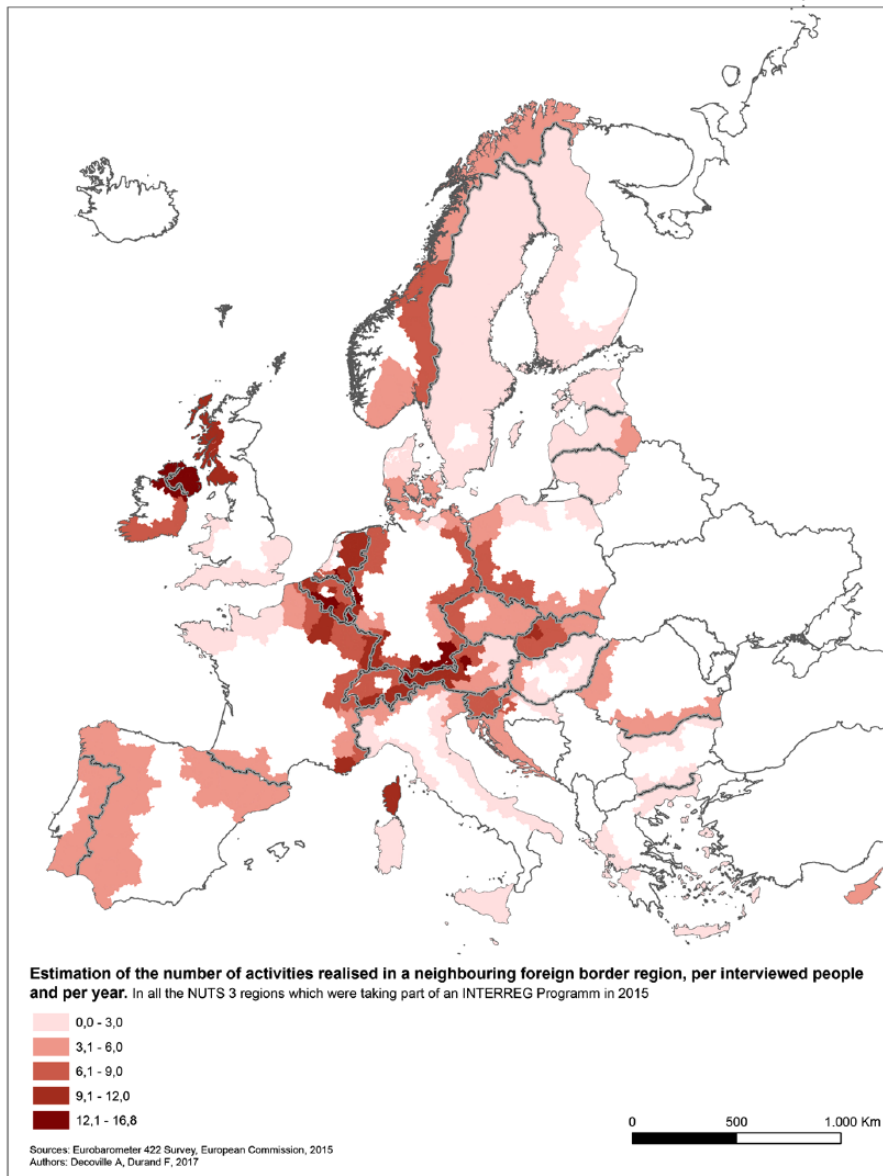 Estimation of the number of activities realised in a neighbouring foreign border region, per interviewed people
and per year. In all the NUTS 3 regions which were taking part of an INTERREG Programm in 2015
0,0 - 3,0
3,1 - 6,0
6,1 - 9,0
9,1 - 12,0
12,1 - 16,8
0 500 1.000 Km
Sources: Eurobarometer 422 Survey, European Commission, 2015
Authors: Decoville A, Durand F, 2017